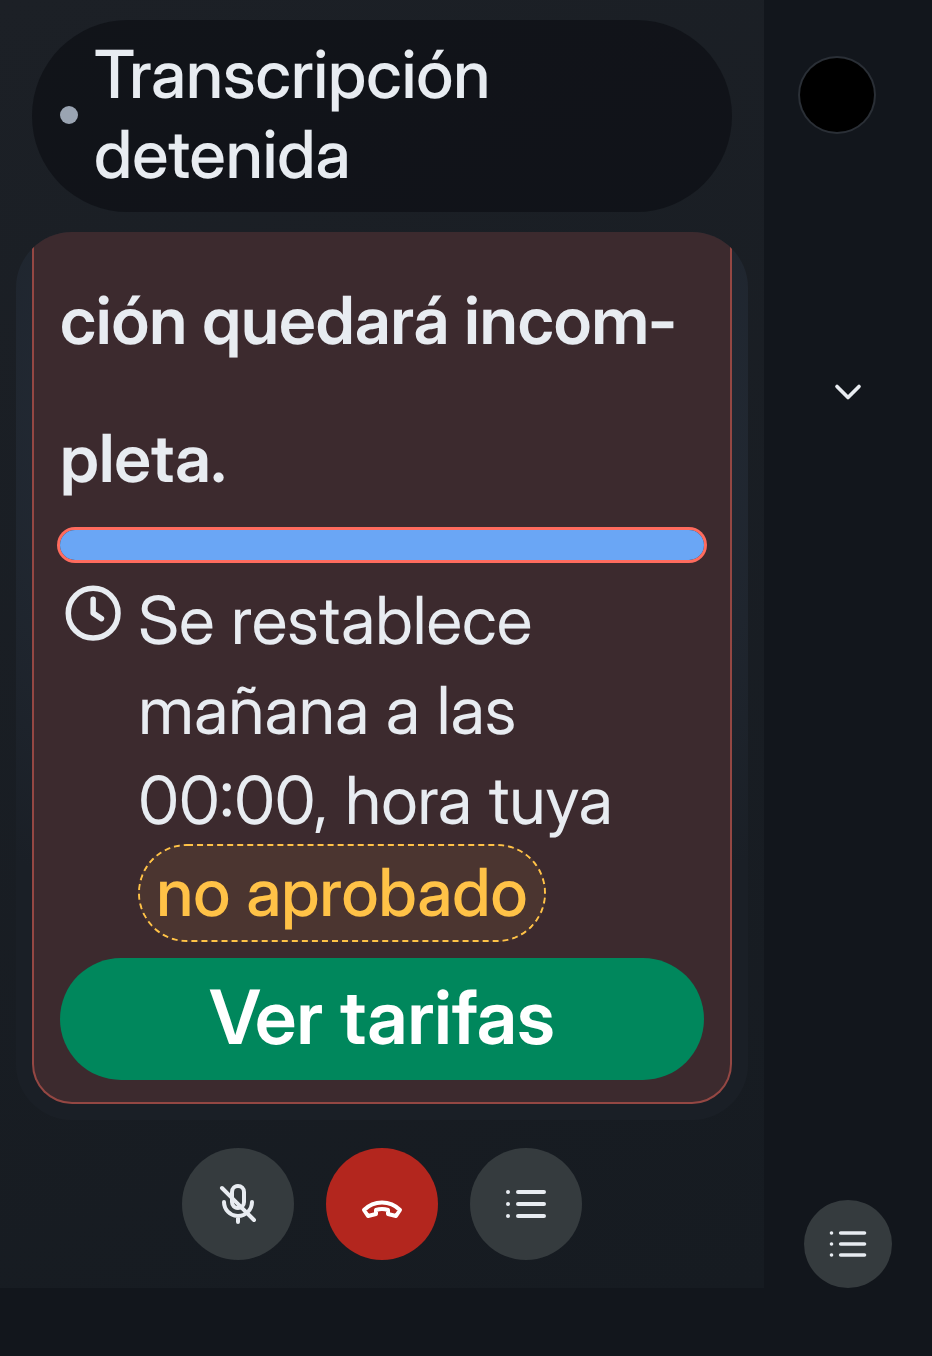 Transcripción
detenida
ción quedará incom-
pleta.
Se restablece
mañana a las
00:00, hora tuya
no aprobado
Ver tarifas